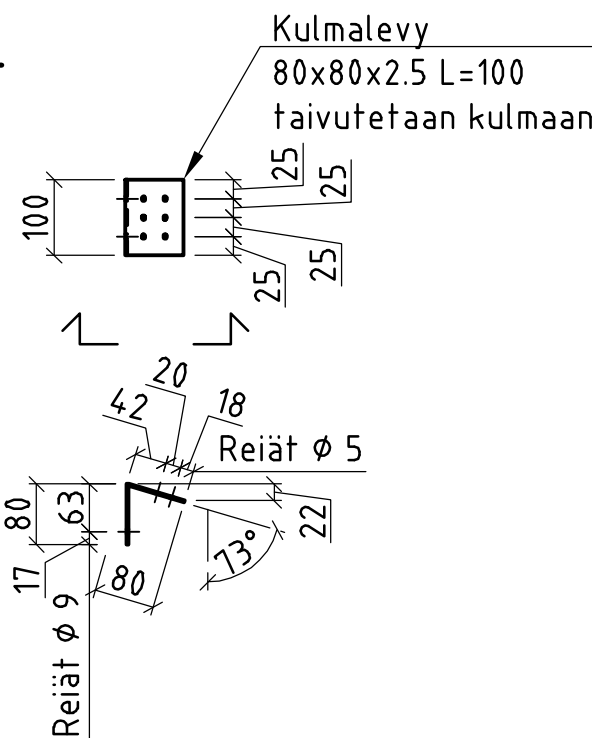 Kulmalevy
80x80x2.5 L=100
taivutetaan kulmaan
100
25
25
25
25
20
42
18
Reiät φ 5
80
63
22
17
80
73°
Reiät φ 9